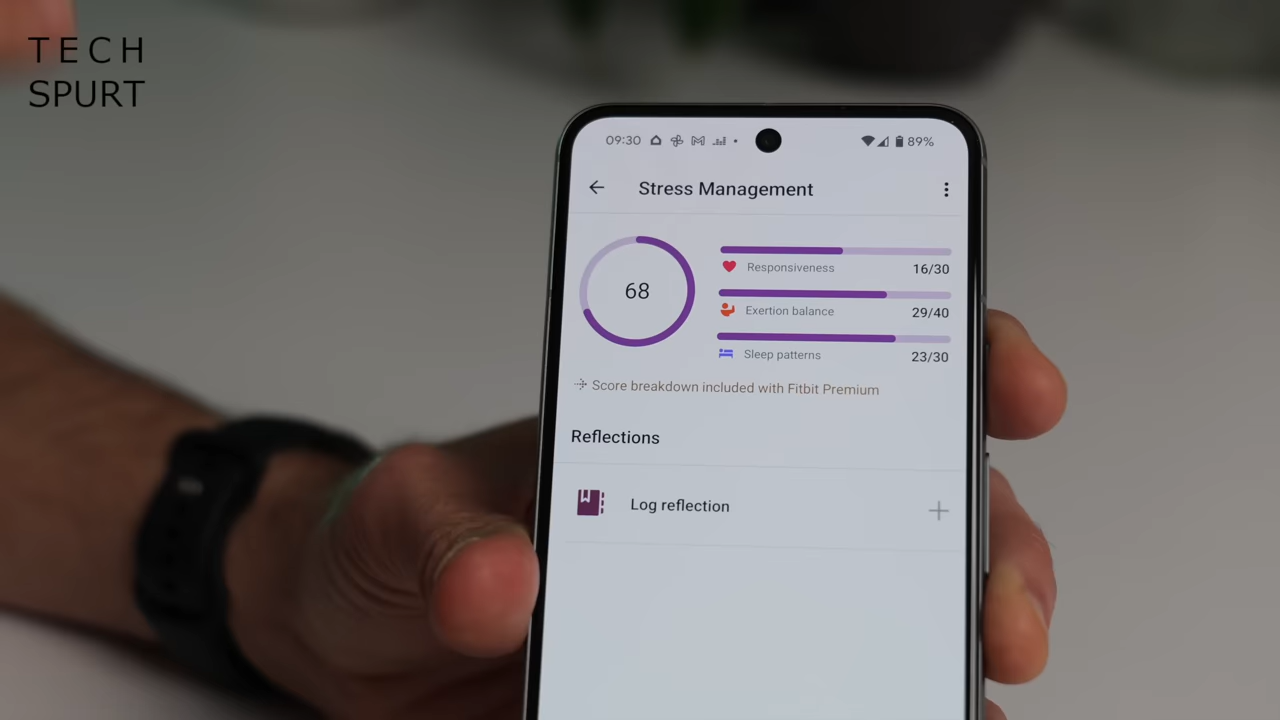 TECH
SPURT
09:30 89%
Stress Management
68
Responsiveness 16/30
Exertion balance 29/40
Sleep patterns 23/30
Score breakdown included with Fitbit Premium
Reflections
Log reflection